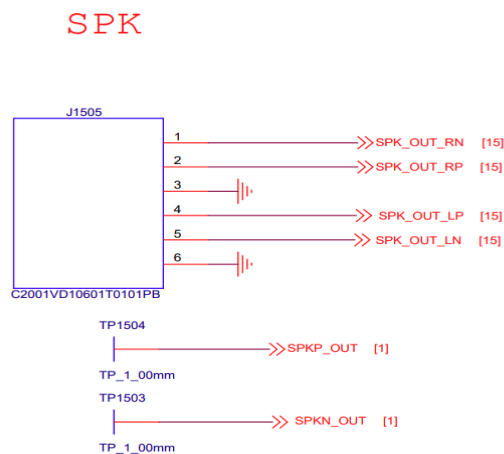 SPK
J1505
1 SPK_OUT_RN [15]
2 SPK_OUT_RP [15]
3
4 SPK_OUT_LP [15]
5 SPK_OUT_LN [15]
6
C2001VD10601T0101PB
TP1504
SPKP_OUT [1]
TP_1_00mm
TP1503
SPKN_OUT [1]
TP_1_00mm